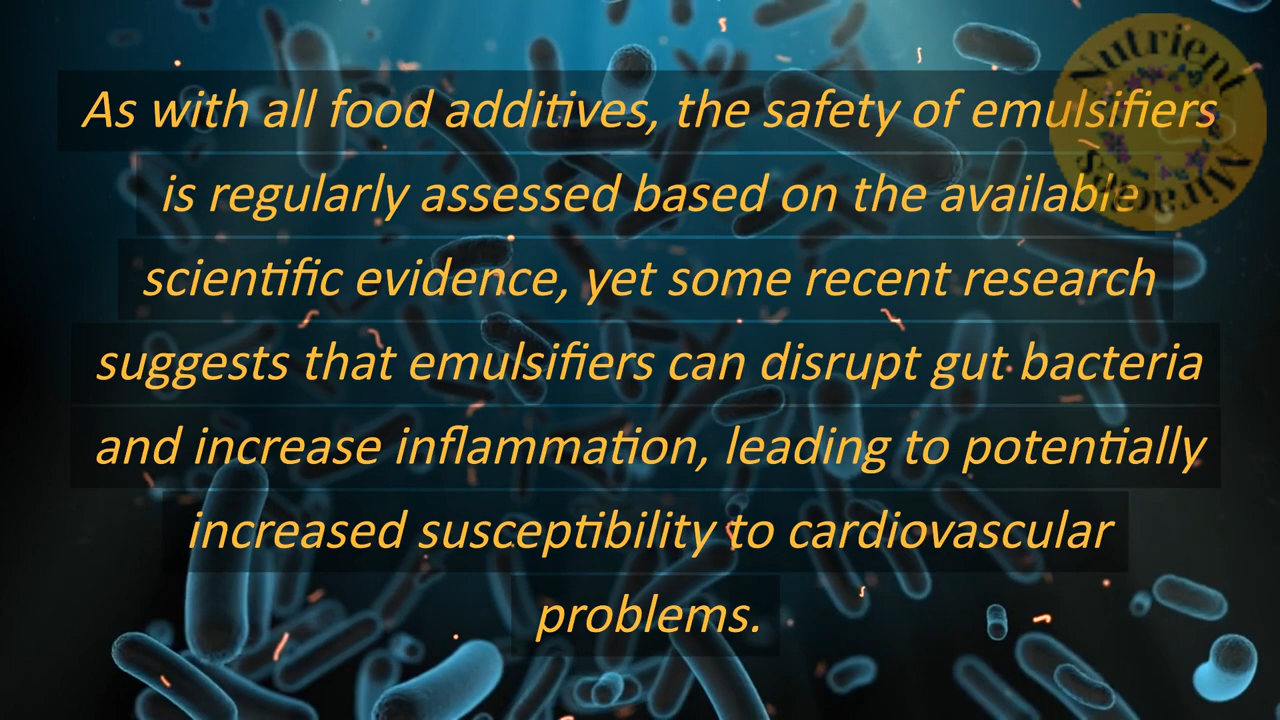 As with all food additives, the safety of emulsifiers
is regularly assessed based on the available
scientific evidence, yet some recent research
suggests that emulsifiers can disrupt gut bacteria
and increase inflammation, leading to potentially
increased susceptibility to cardiovascular
problems.
Nutrient
Miracles